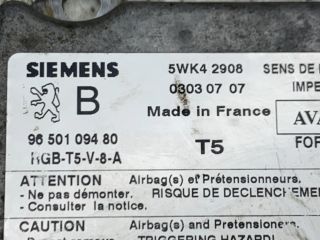 SIEMENS 5WK4 2908 SENS DE
B 0303 07 07 IMPE
Made in France AVA
96 501 094 80 T5 FOR
RGB-T5-V-8-A
ATTENTION Airbag(s) et Prétensionneurs.
- Ne pas démonter. RISQUE DE DECLENCHEM
- Consulter la notice.
CAUTION Airbag(s) and Pretensioners
TRIGGERING HAZARD!